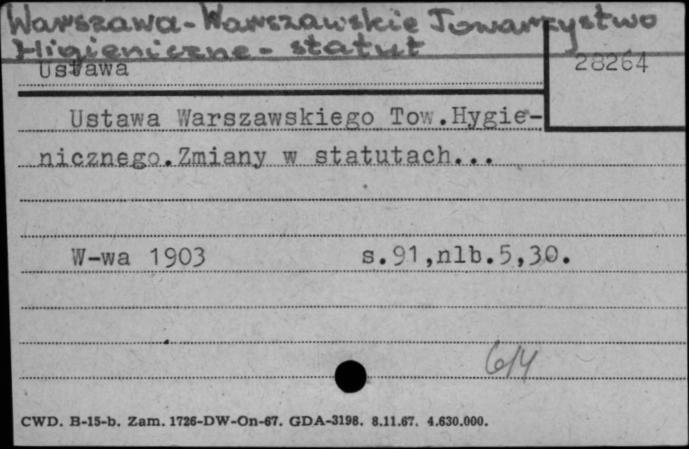 Warszawa-Warszawskie Towarzystwo
Higieniczne - statut
Ustawa
28264
Ustawa Warszawskiego Tow.Hygie-
nicznego.Zmiany w statutach...
W-wa 1903 s.91,nlb.5,30.
6/4
CWD. B-15-b. Zam. 1726-DW-On-67. GDA-3198. 8.11.67. 4.630.000.